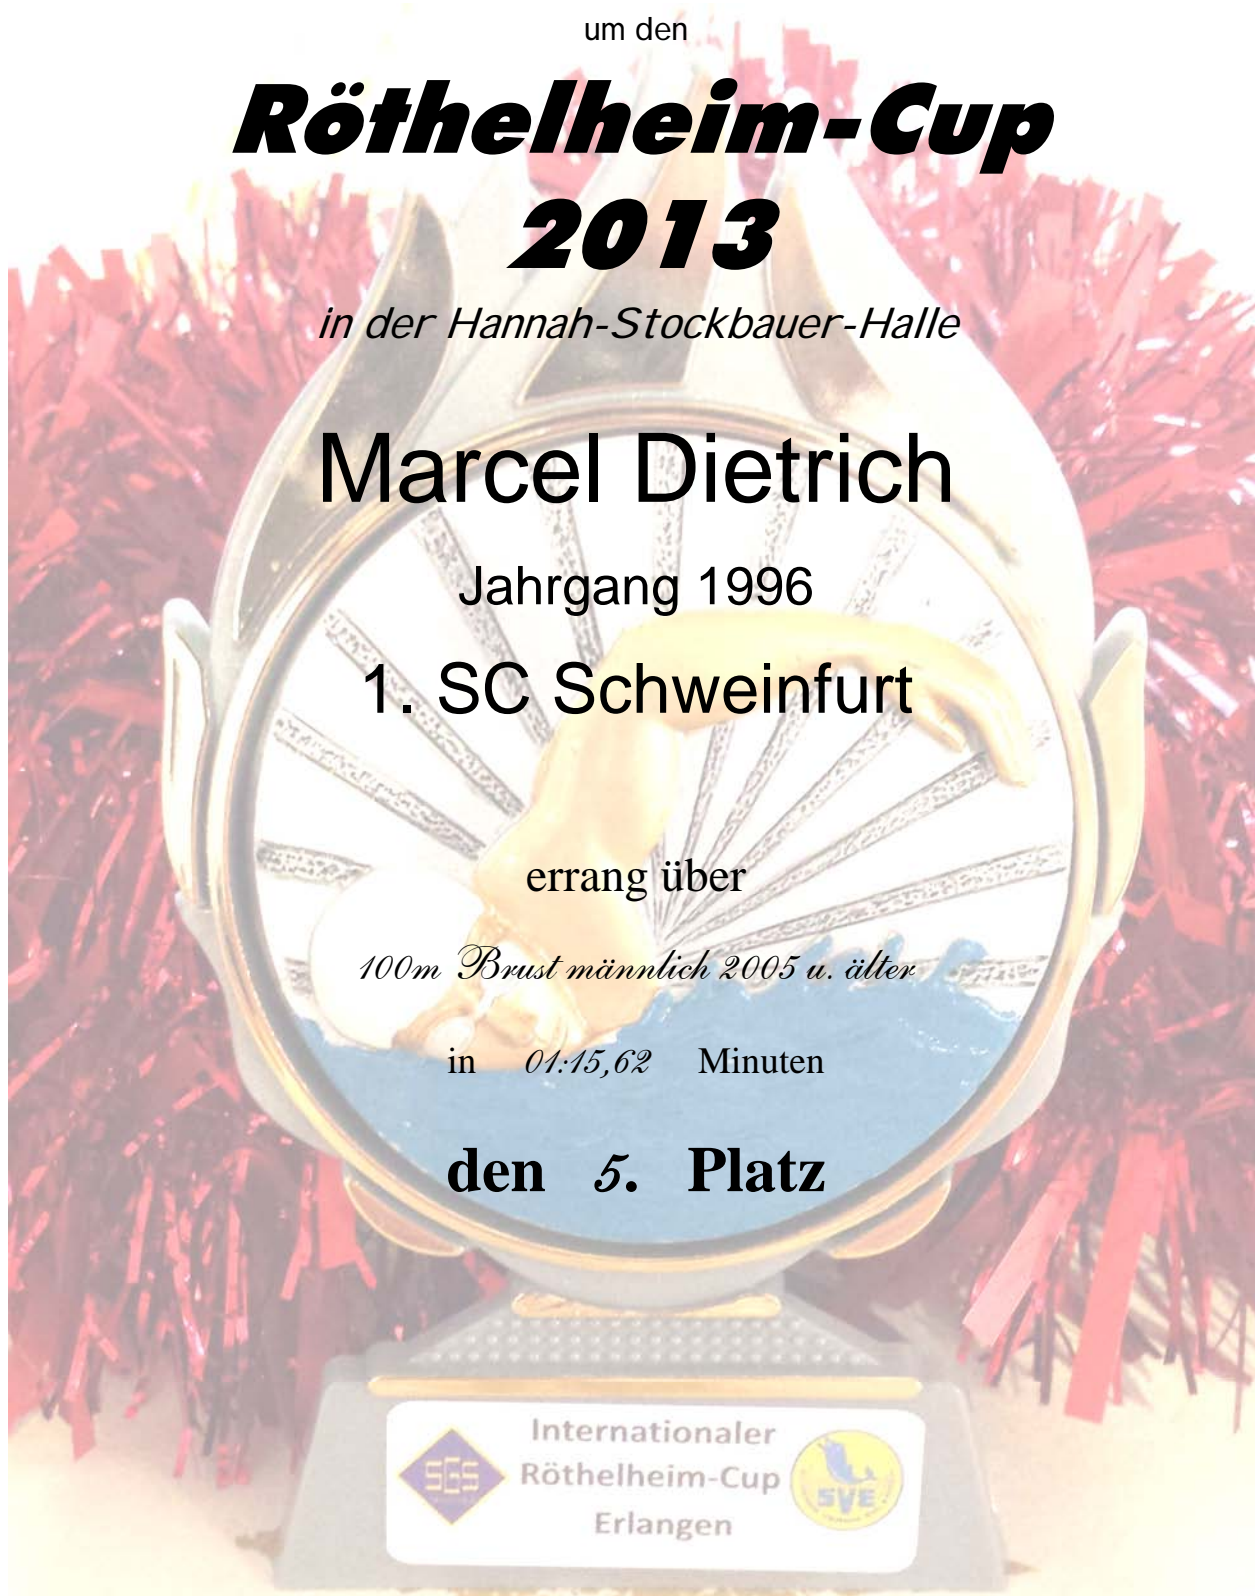 um den
Röthelheim-Cup
2013
in der Hannah-Stockbauer-Halle
Marcel Dietrich
Jahrgang 1996
1. SC Schweinfurt
errang über
100m Brust männlich 2005 u. älter
in 01:15,62 Minuten
den 5. Platz
Internationaler
SGS Röthelheim-Cup SVE
Erlangen